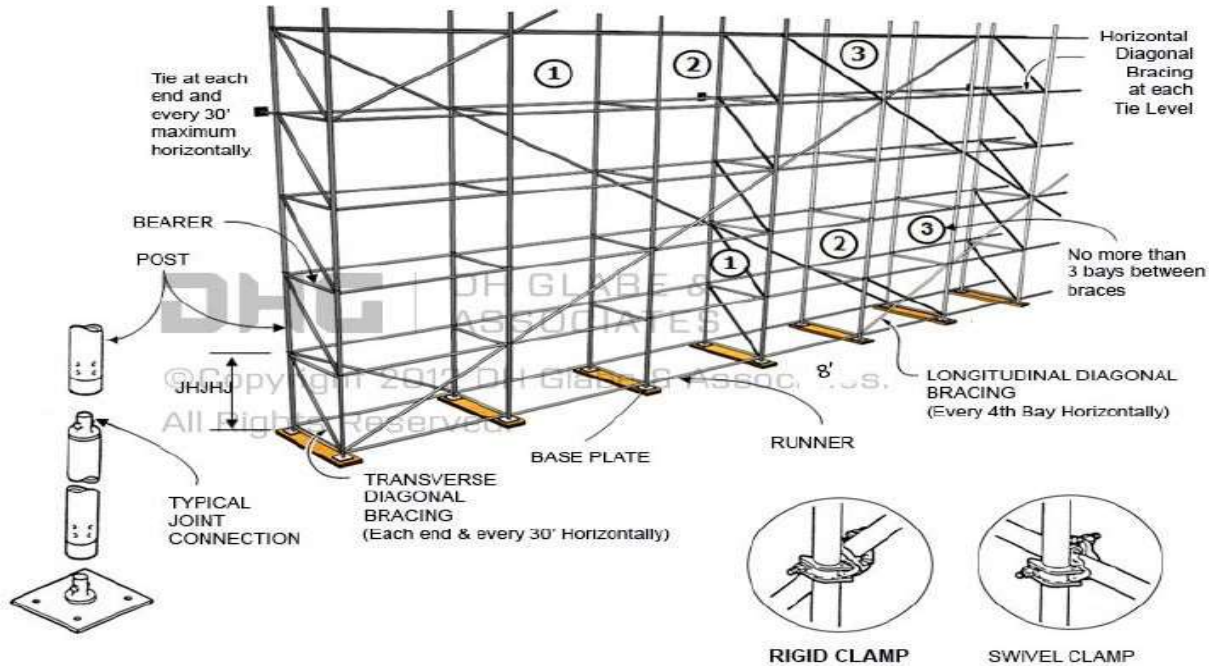 Tie at each
end and
every 30'
maximum
horizontally.
1
2
3
Horizontal
Diagonal
Bracing
at each
Tie Level
BEARER
POST
1
2
3
No more than
3 bays between
braces
DHG
DH GLABE &
ASSOCIATES
©Copyright 2012 DH Glabe & Associates.
All Rights Reserved.
JHJHJ
8'
LONGITUDINAL DIAGONAL
BRACING
(Every 4th Bay Horizontally)
RUNNER
BASE PLATE
TRANSVERSE
DIAGONAL
BRACING
(Each end & every 30' Horizontally)
TYPICAL
JOINT
CONNECTION
RIGID CLAMP
SWIVEL CLAMP